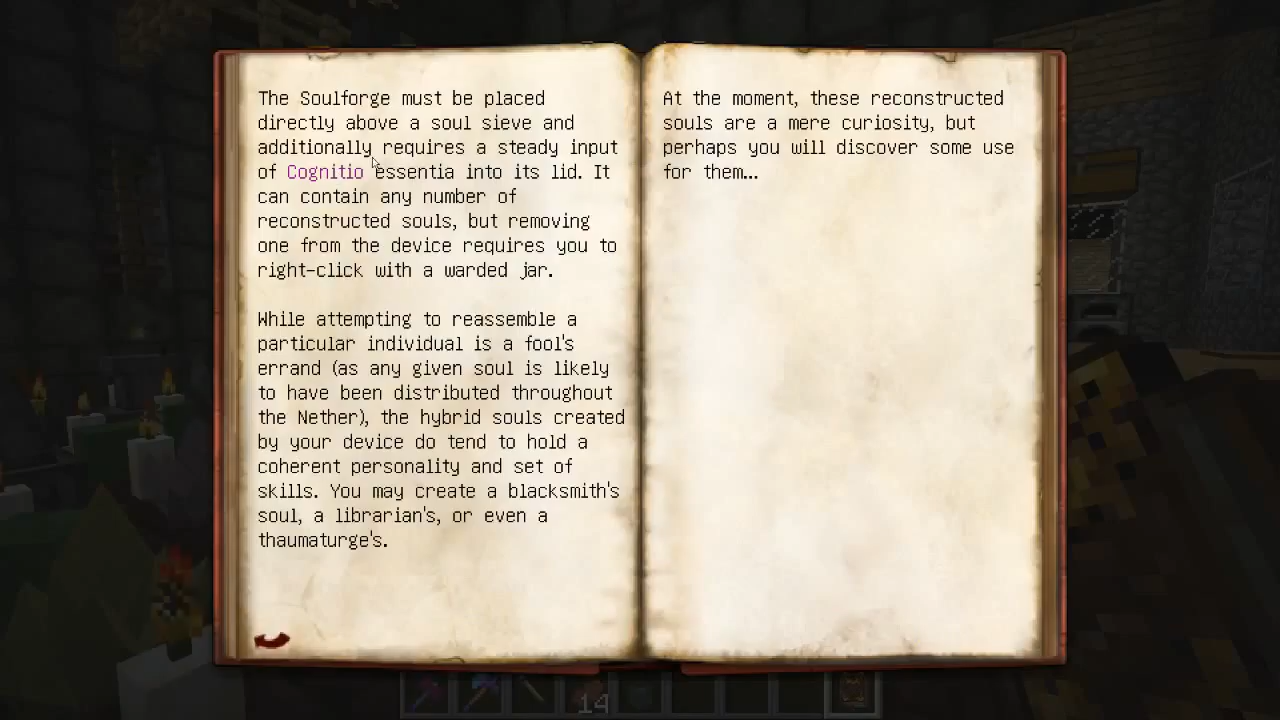 The Soulforge must be placed
directly above a soul sieve and
additionally requires a steady input
of Cognitio essentia into its lid. It
can contain any number of
reconstructed souls, but removing
one from the device requires you to
right-click with a warded jar.
While attempting to reassemble a
particular individual is a fool's
errand (as any given soul is likely
to have been distributed throughout
the Nether), the hybrid souls created
by your device do tend to hold a
coherent personality and set of
skills. You may create a blacksmith's
soul, a librarian's, or even a
thaumaturge's.
At the moment, these reconstructed
souls are a mere curiosity, but
perhaps you will discover some use
for them...
14